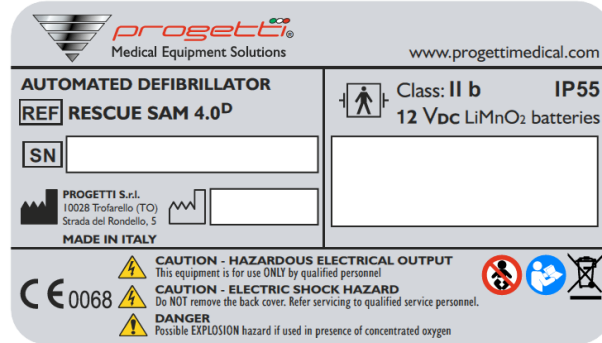 progetti®
Medical Equipment Solutions
www.progettimedical.com
AUTOMATED DEFIBRILLATOR
REF RESCUE SAM 4.0D
SN
PROGETTI S.r.l.
10028 Trofarello (TO)
Strada del Rondello, 5
MADE IN ITALY
Class: II b IP55
12 VDC LiMnO2 batteries
CE 0068
CAUTION - HAZARDOUS ELECTRICAL OUTPUT
This equipment is for use ONLY by qualified personnel
CAUTION - ELECTRIC SHOCK HAZARD
Do NOT remove the back cover. Refer servicing to qualified service personnel.
DANGER
Possible EXPLOSION hazard if used in presence of concentrated oxygen